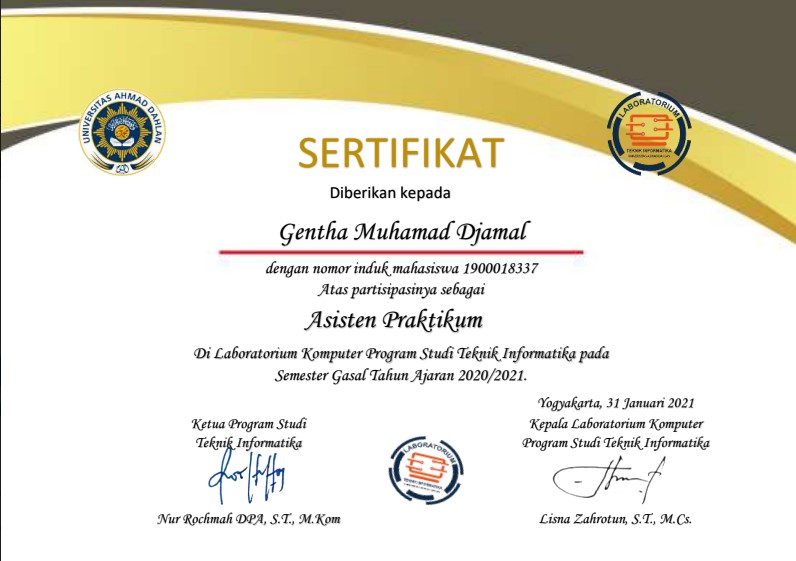 UNIVERSITAS AHMAD DAHLAN
LABORATORIUM
TEKNIK INFORMATIKA
SERTIFIKAT
Diberikan kepada
Gentha Muhamad Djamal
dengan nomor induk mahasiswa 1900018337
Atas partisipasinya sebagai
Asisten Praktikum
Di Laboratorium Komputer Program Studi Teknik Informatika pada
Semester Gasal Tahun Ajaran 2020/2021.
Yogyakarta, 31 Januari 2021
Ketua Program Studi
Teknik Informatika
Kepala Laboratorium Komputer
Program Studi Teknik Informatika
LABORATORIUM
TEKNIK INFORMATIKA
Nur Rochmah DPA, S.T., M.Kom
Lisna Zahrotun, S.T., M.Cs.